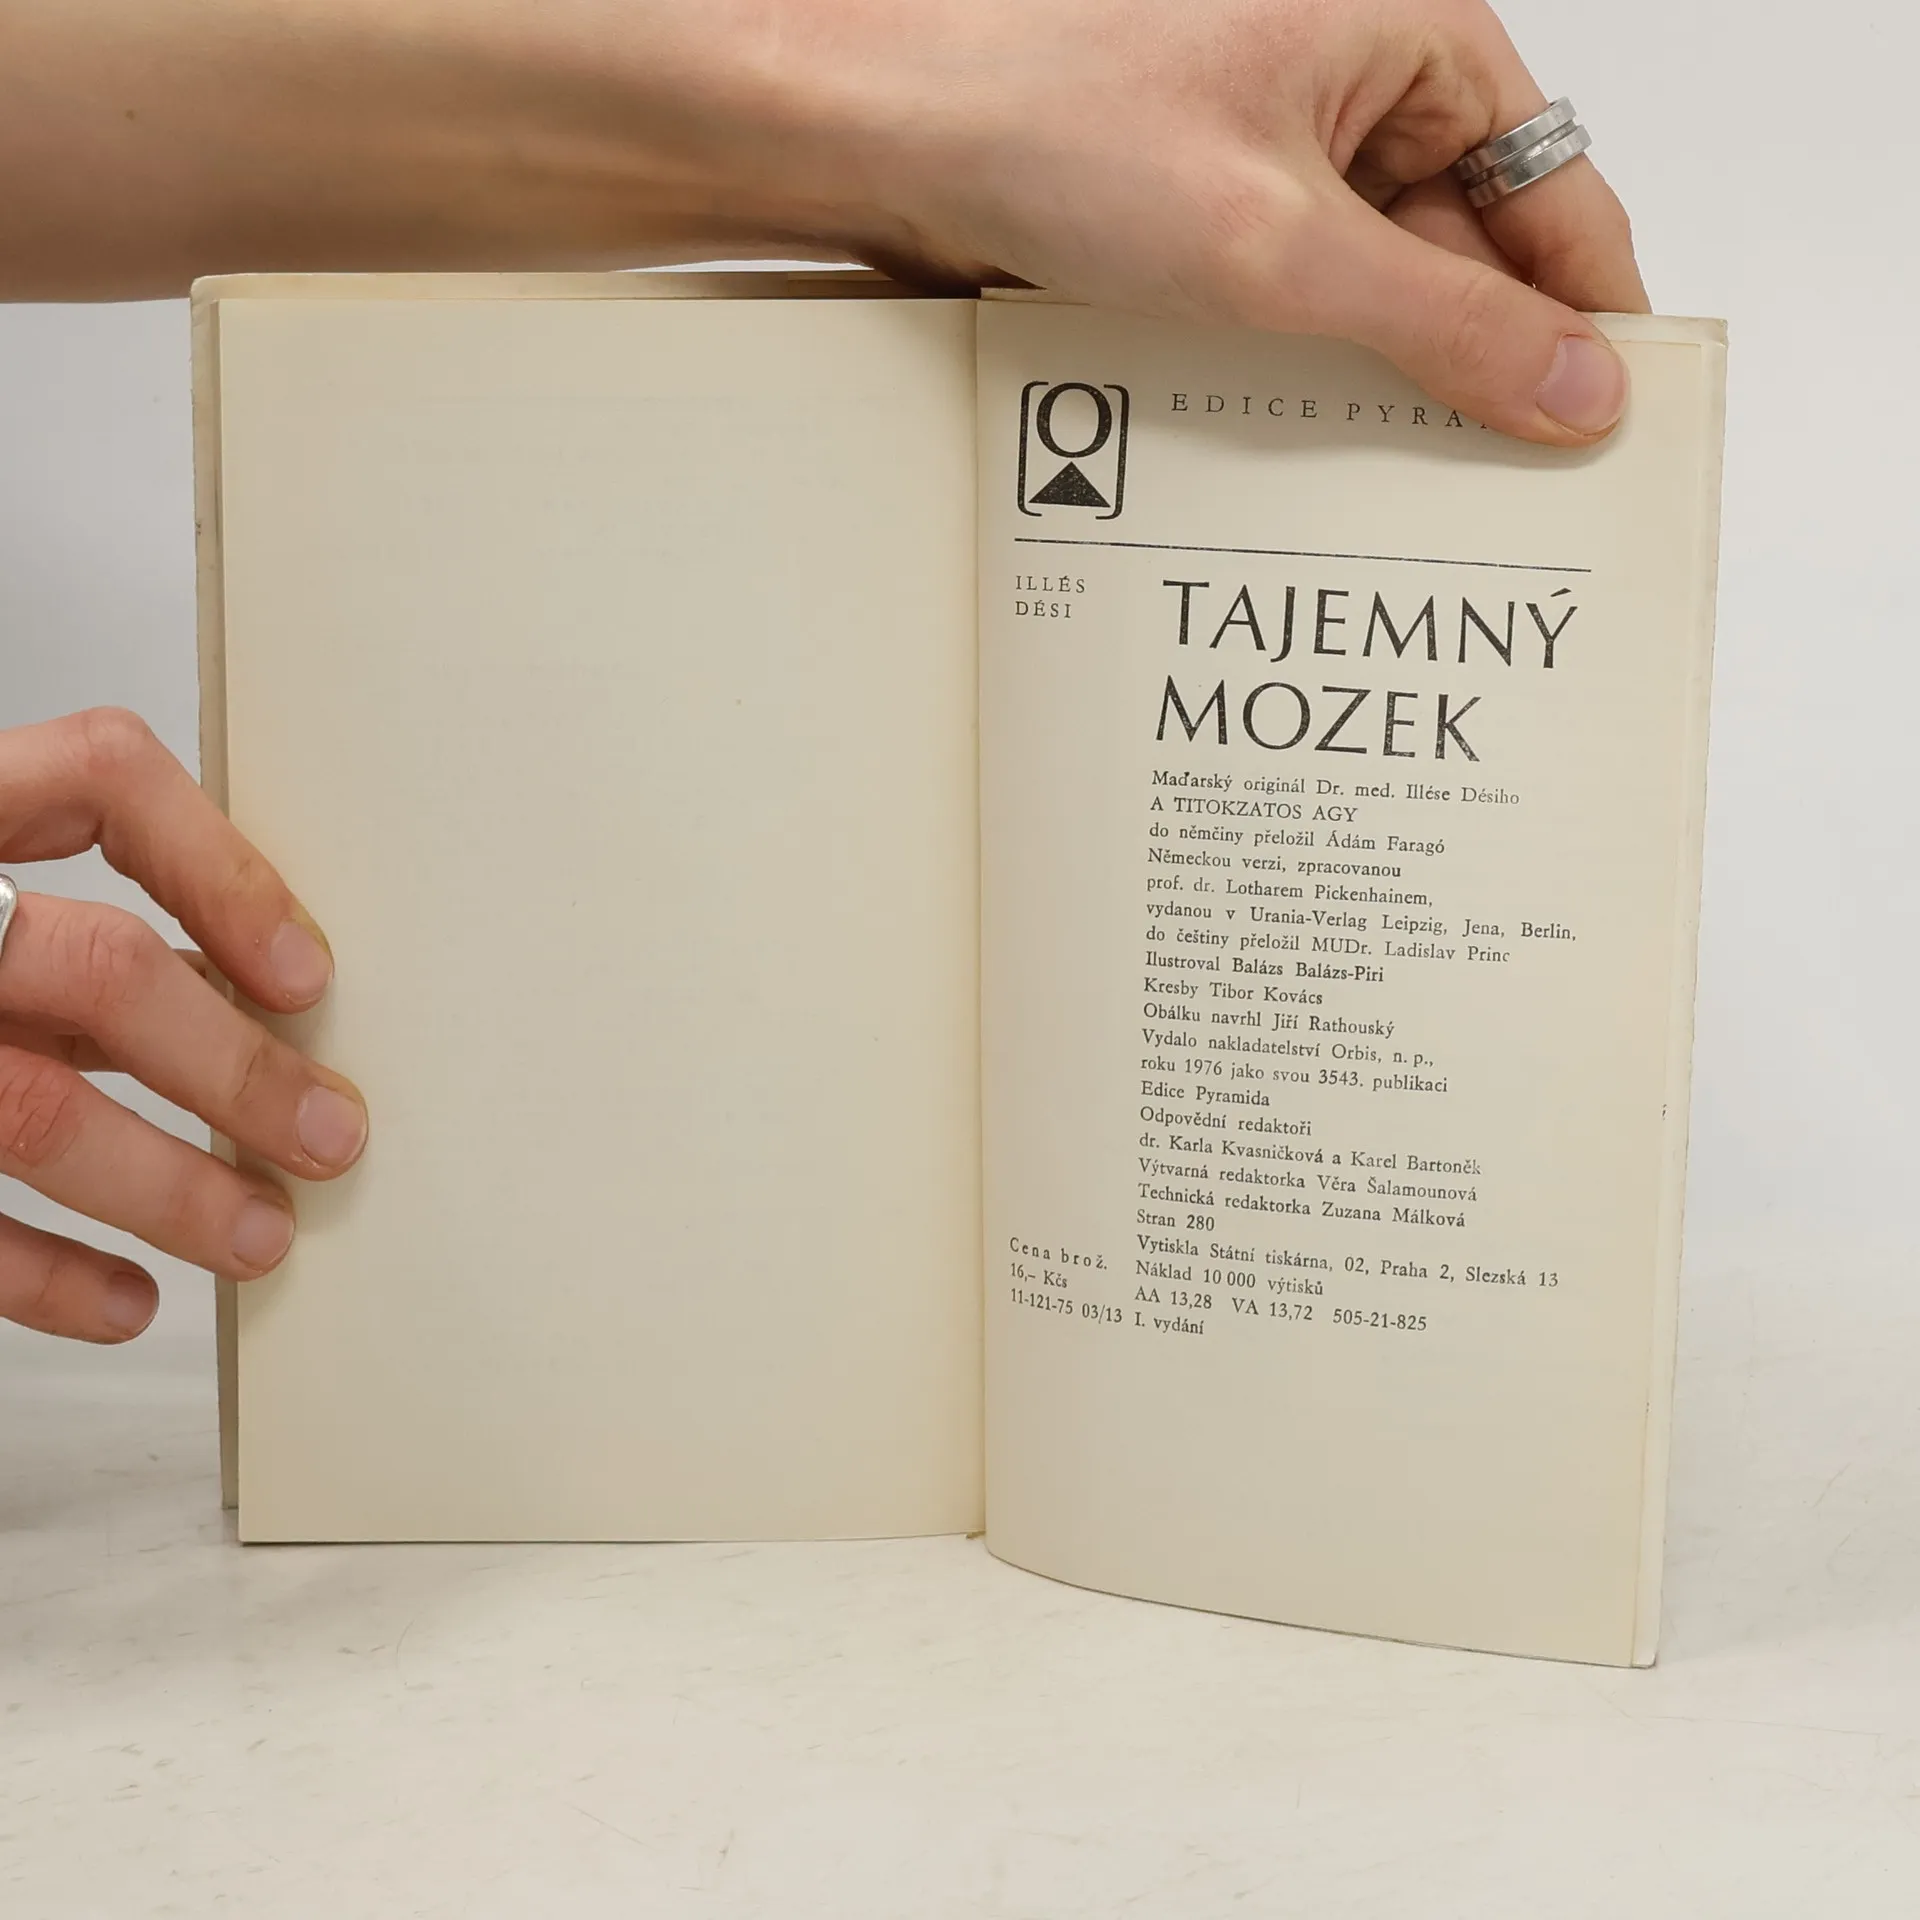 EDICE
ILLÉS
DÉSI
TAJEMNÝ
MOZEK
Maďarský originál Dr. med. Illése Désiho
A TITOKZATOS AGY
do němčiny přeložil Ádám Faragó
Německou verzi, zpracovanou
prof. dr. Lotharem Pickenhainem,
vydanou v Urania-Verlag Leipzig, Jena, Berlin,
do češtiny přeložil MUDr. Ladislav Princ
Ilustroval Balázs Balázs-Piri
Kresby Tibor Kovács
Obálku navrhl Jiří Rathouský
Vydalo nakladatelství Orbis, n. p.,
roku 1976 jako svou 3543. publikaci
Edice Pyramida
Odpovědní redaktoři
dr. Karla Kvasničková a Karel Bartoněk
Výtvarná redaktorka Věra Šalamounová
Technická redaktorka Zuzana Málková
Stran 280
Vytiskla Státní tiskárna, 02, Praha 2, Slezská 13
Náklad 10 000 výtisků
AA 13,28 VA 13,72 505-21-825
I. vydání
Cena brož.
16,– Kčs
11-121-75 03/13